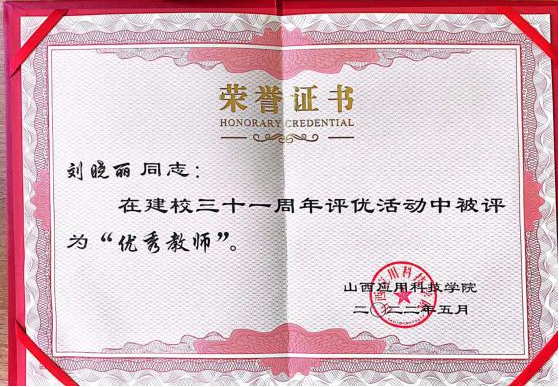 荣誉证书
HONORARY CREDENTIAL
刘晓丽同志：
在建校三十一周年评优活动中被评
为“优秀教师”。
山西应用科技学院
二〇二二年五月